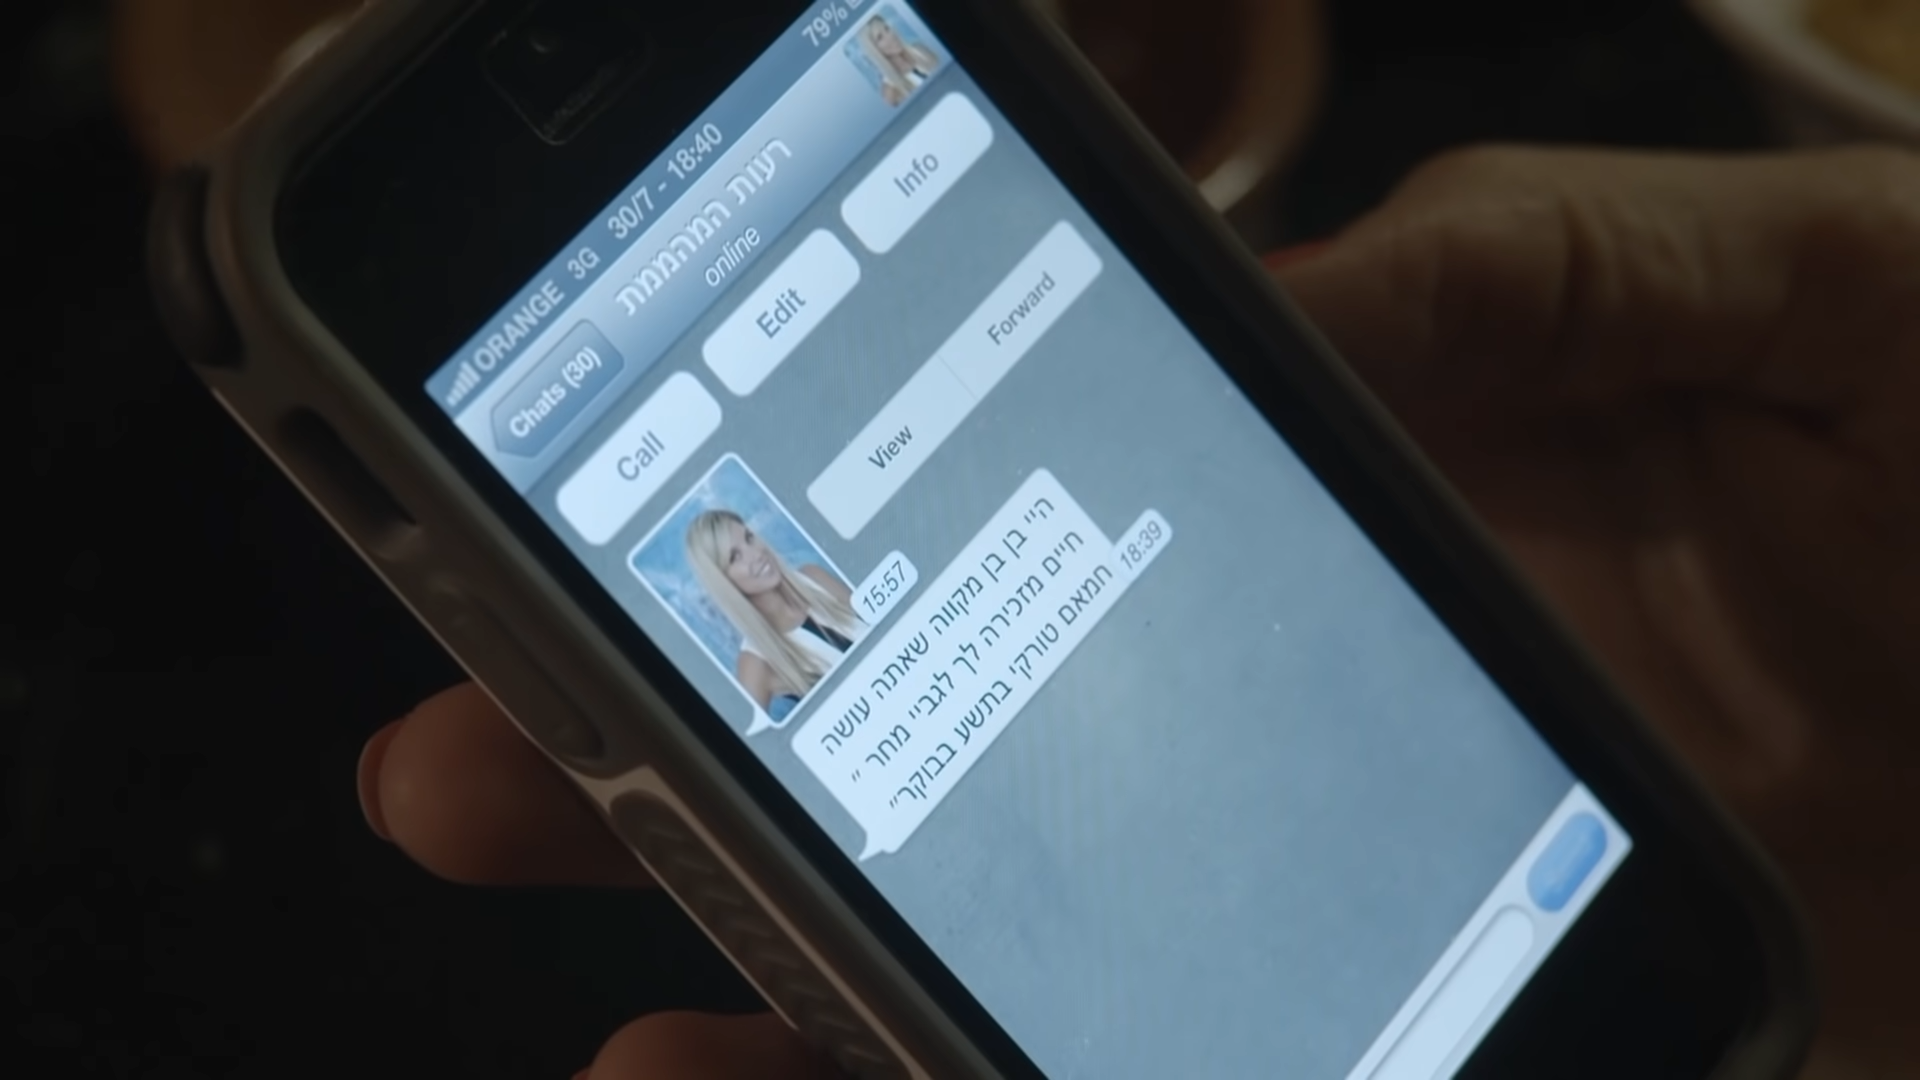 ORANGE 3G 30/7 - 18:40 79%
Chats (30)
רעות המהממת
online
Call Edit Info
View Forward
15:57
היי בן בן מקווה שאתה עושה
חיים מזכירה לך לגביי מחר "
חמאם טורקי בתשע בבוקר"
18:39